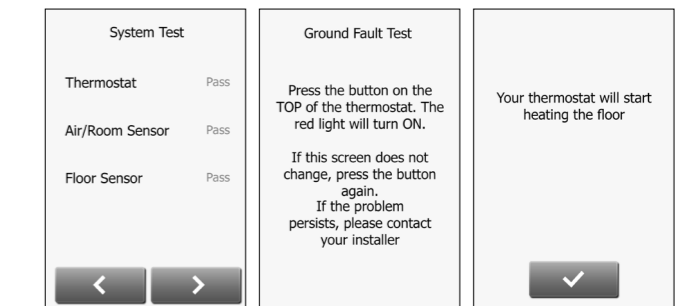 System Test
Thermostat Pass
Air/Room Sensor Pass
Floor Sensor Pass
Ground Fault Test
Press the button on the
TOP of the thermostat. The
red light will turn ON.
If this screen does not
change, press the button
again.
If the problem
persists, please contact
your installer
Your thermostat will start
heating the floor